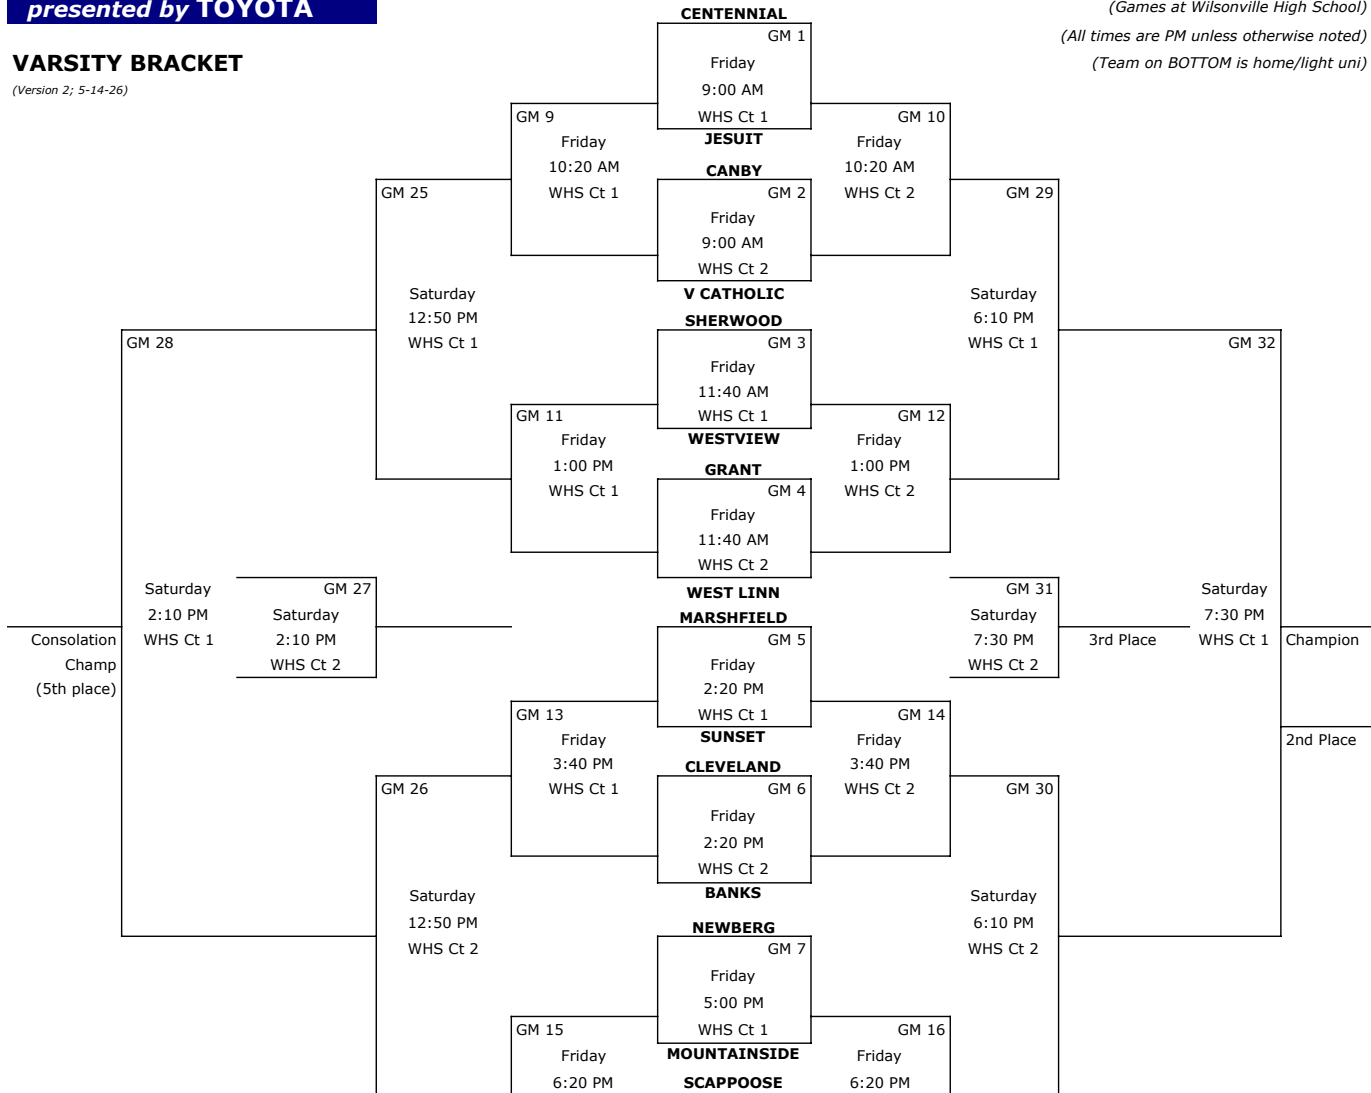 presented by TOYOTA
(Games at Wilsonville High School)
(All times are PM unless otherwise noted)
(Team on BOTTOM is home/light uni)
VARSITY BRACKET
(Version 2; 5-14-26)
CENTENNIAL
GM 1
Friday
9:00 AM
WHS Ct 1
JESUIT
GM 9
Friday
10:20 AM
WHS Ct 1
GM 10
Friday
10:20 AM
WHS Ct 2
CANBY
GM 2
Friday
9:00 AM
WHS Ct 2
V CATHOLIC
GM 25
Saturday
12:50 PM
WHS Ct 1
GM 29
Saturday
6:10 PM
WHS Ct 1
SHERWOOD
GM 3
Friday
11:40 AM
WHS Ct 1
WESTVIEW
GM 28
GM 32
GM 11
Friday
1:00 PM
WHS Ct 1
GM 12
Friday
1:00 PM
WHS Ct 2
GRANT
GM 4
Friday
11:40 AM
WHS Ct 2
WEST LINN
Saturday
2:10 PM
WHS Ct 1
Consolation
Champ
(5th place)
GM 27
Saturday
2:10 PM
WHS Ct 2
GM 31
Saturday
7:30 PM
WHS Ct 2
3rd Place
Saturday
7:30 PM
WHS Ct 1
Champion
2nd Place
MARSHFIELD
GM 5
Friday
2:20 PM
WHS Ct 1
SUNSET
GM 13
Friday
3:40 PM
WHS Ct 1
GM 14
Friday
3:40 PM
WHS Ct 2
CLEVELAND
GM 6
Friday
2:20 PM
WHS Ct 2
BANKS
GM 26
Saturday
12:50 PM
WHS Ct 2
GM 30
Saturday
6:10 PM
WHS Ct 2
NEWBERG
GM 7
Friday
5:00 PM
WHS Ct 1
MOUNTAINSIDE
GM 15
Friday
6:20 PM
GM 16
Friday
6:20 PM
SCAPPOOSE